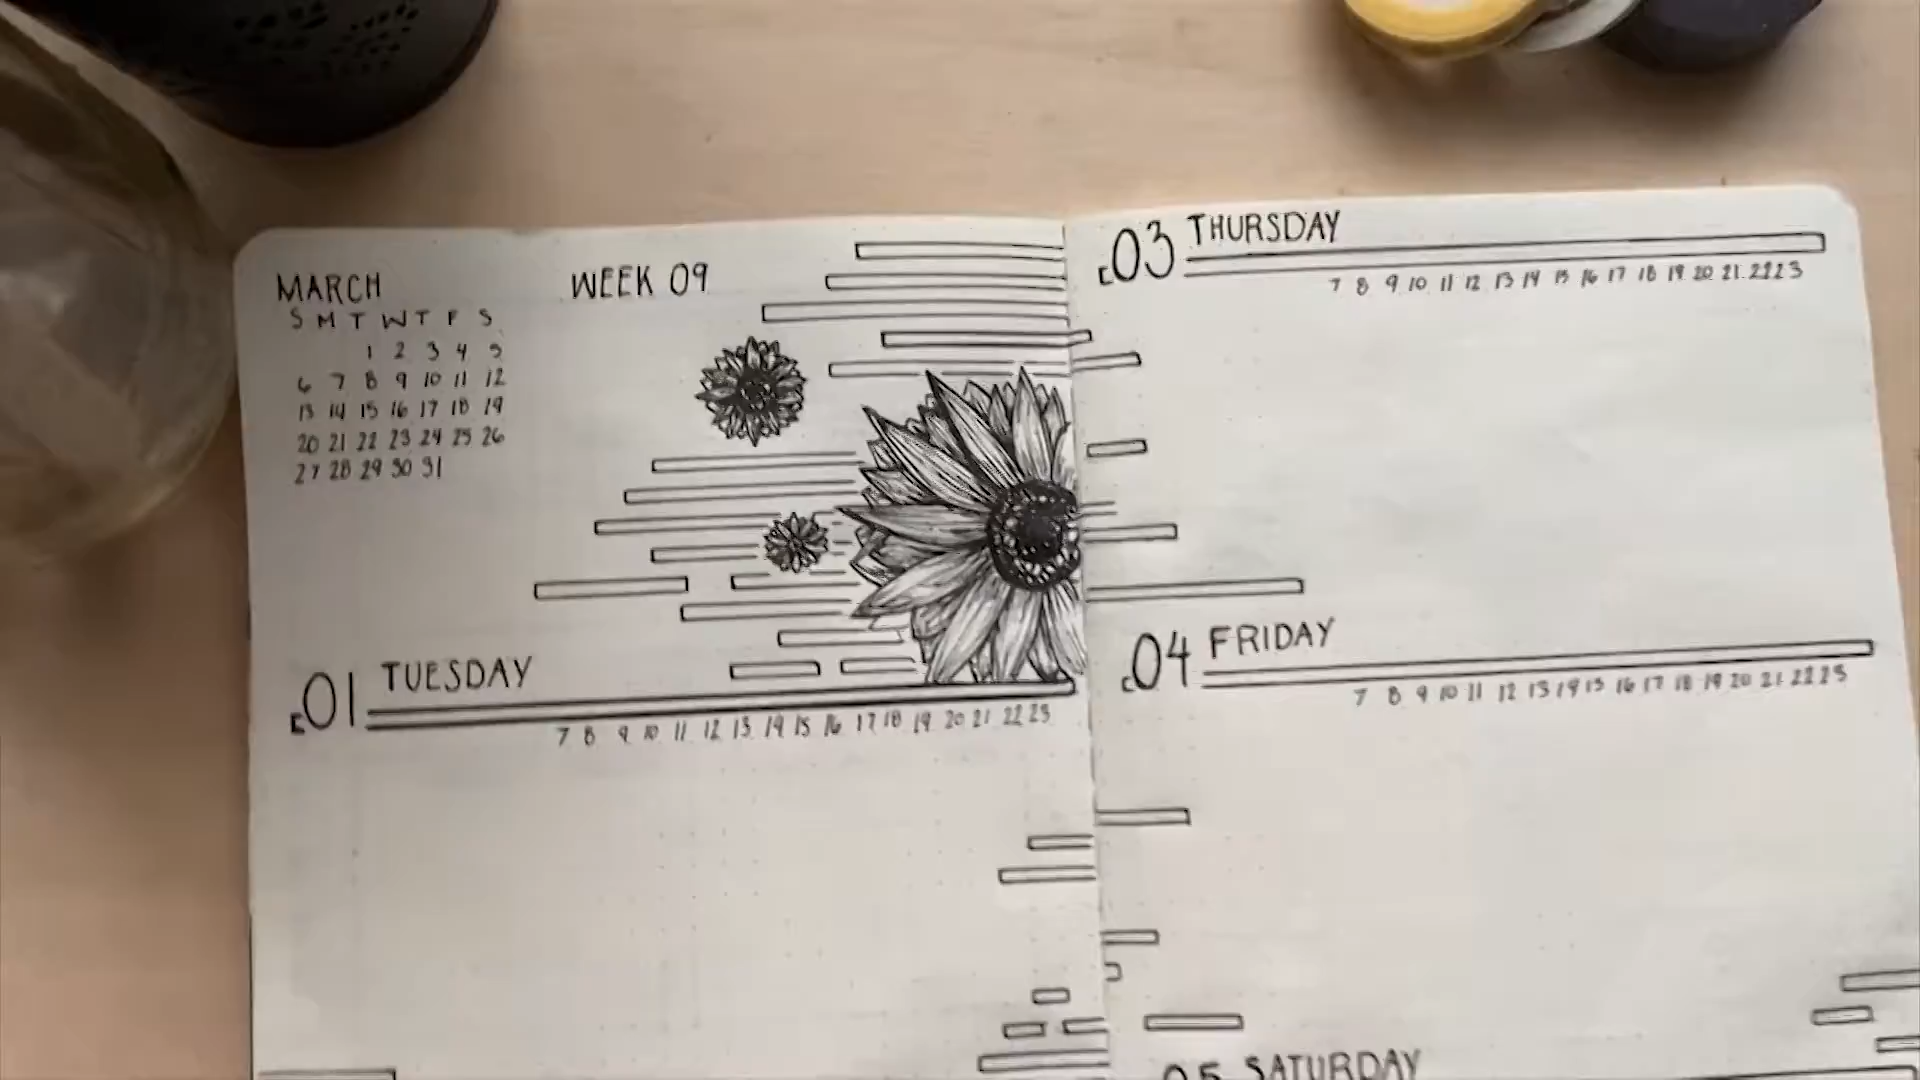 MARCH
WEEK 09
S M T W T F S
1 2 3 4 5
6 7 8 9 10 11 12
13 14 15 16 17 18 19
20 21 22 23 24 25 26
27 28 29 30 31
01 TUESDAY
7 8 9 10 11 12 13 14 15 16 17 18 19 20 21 22 23
03 THURSDAY
7 8 9 10 11 12 13 14 15 16 17 18 19 20 21 22 23
04 FRIDAY
7 8 9 10 11 12 13 14 15 16 17 18 19 20 21 22 23
05 SATURDAY